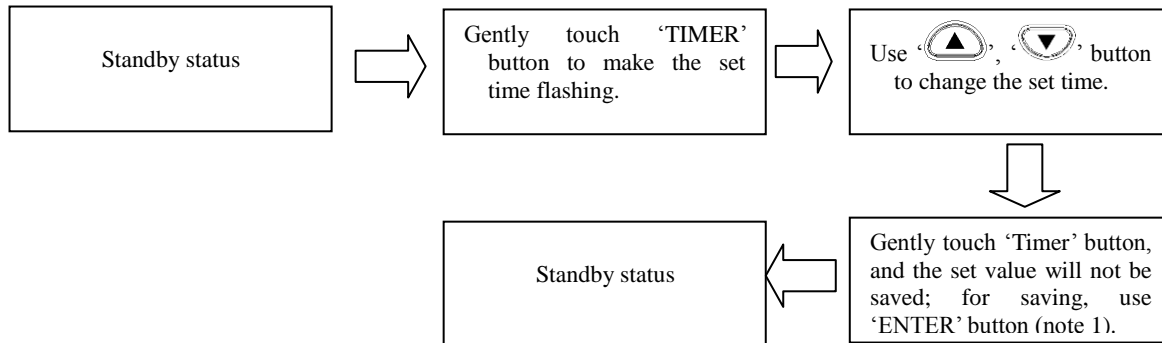 Standby status
Gently touch ‘TIMER’
button to make the set
time flashing.
Use ‘▲’, ‘▼’ button
to change the set time.
Gently touch ‘Timer’ button,
and the set value will not be
saved; for saving, use
‘ENTER’ button (note 1).
Standby status